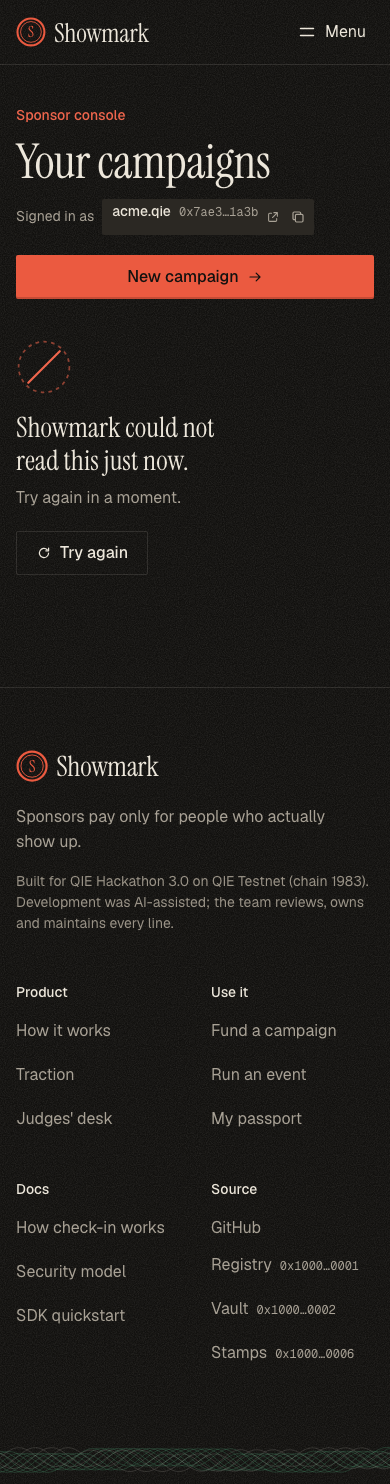 S Showmark
Menu
Sponsor console
Your campaigns
Signed in as acme.qie 0x7ae3…1a3b
New campaign →
Showmark could not
read this just now.
Try again in a moment.
Try again
S Showmark
Sponsors pay only for people who actually
show up.
Built for QIE Hackathon 3.0 on QIE Testnet (chain 1983).
Development was AI-assisted; the team reviews, owns
and maintains every line.
Product
How it works
Traction
Judges' desk
Use it
Fund a campaign
Run an event
My passport
Docs
How check-in works
Security model
SDK quickstart
Source
GitHub
Registry 0x1000…0001
Vault 0x1000…0002
Stamps 0x1000…0006